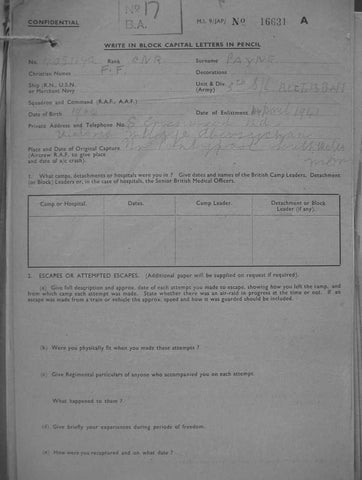 CONFIDENTIAL
No 17
B.A.
M.I. 9/JAP/ No 16631 A
WRITE IN BLOCK CAPITAL LETTERS IN PENCIL
No. Rank GNR Surname PAYNE
Christian Names F. F Decorations
Ship (R.N., U.S.N. or Merchant Navy) Unit & Div. (Army) 5th
Squadron and Command (R.A.F., A.A.F.)
Date of Birth Date of Enlistment
Private Address and Telephone No.
Village Abersychan
Place and Date of Original Capture
(Aircrew R.A.F. to give place
and date of a/c crash).
Mon
1. What camps, detachments or hospitals were you in ? Give dates and names of the British Camp Leaders. Detachment
(or Block) Leaders or, in the case of hospitals, the Senior British Medical Officers.
Camp or Hospital. Dates. Camp Leader. Detachment or Block Leader (if any).
2. ESCAPES OR ATTEMPTED ESCAPES. (Additional paper will be supplied on request if required).
(a) Give full description and approx. date of each attempt you made to escape, showing how you left the camp, and
from which camp each attempt was made. State whether there was an air-raid in progress at the time or not. If an
escape was made from a train or vehicle the approx. speed and how it was guarded should be included.
(b) Were you physically fit when you made these attempts ?
(c) Give Regimental particulars of anyone who accompanied you on each attempt.
What happened to them ?
(d) Give briefly your experiences during periods of freedom.
(e) How were you recaptured and on what date ?